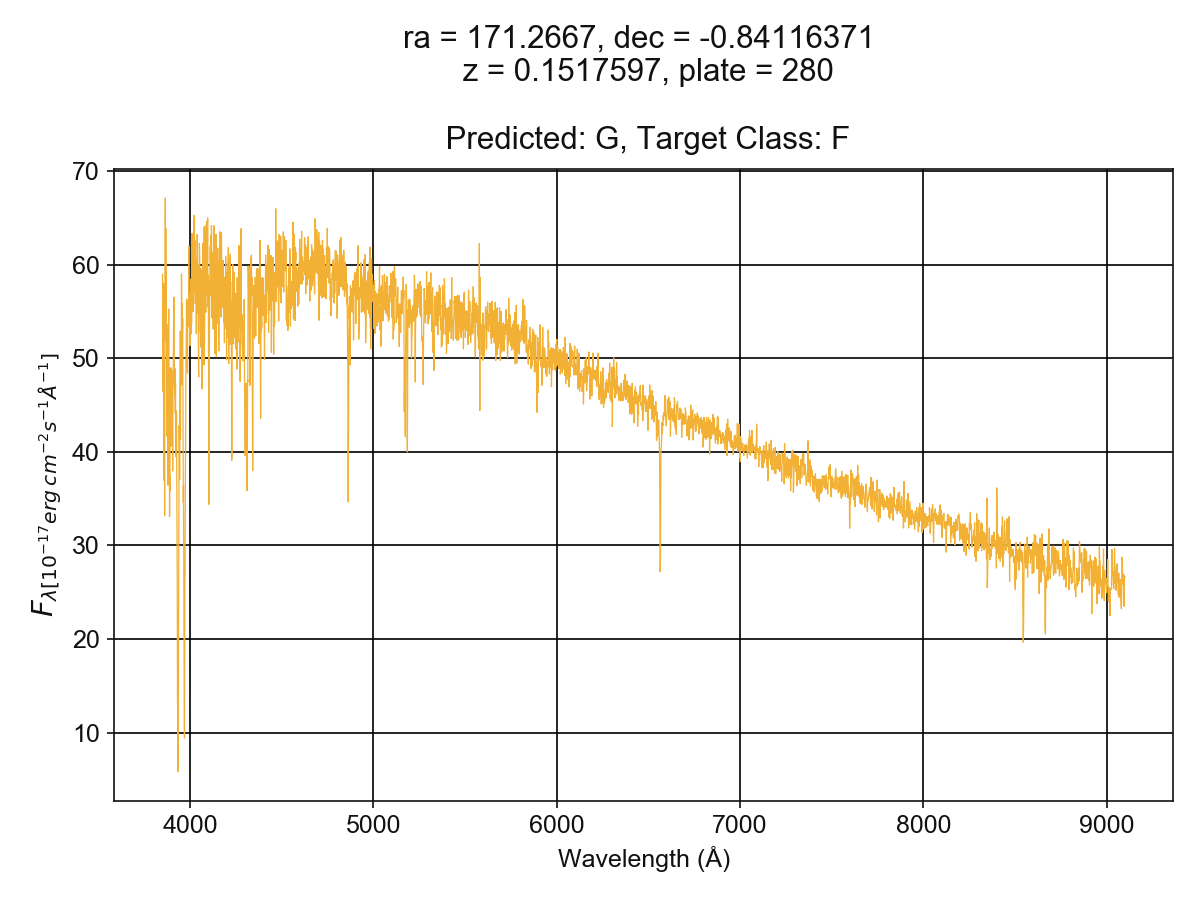 ra = 171.2667, dec = -0.84116371
z = 0.1517597, plate = 280
Predicted: G, Target Class: F
70
60
50
40
30
20
10
F_λ[10^{-17} erg cm^{-2} s^{-1} Å^{-1}]
4000 5000 6000 7000 8000 9000
Wavelength (Å)